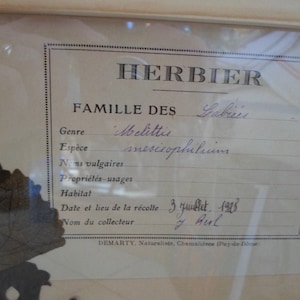 HERBIER
FAMILLE DES Labiées
Genre Melittis
Espèce
Noms vulgaires
Propriétés-usages
Habitat
Date et lieu de la récolte 3 juillet 1928
Nom du collecteur
DEMARTY, Naturaliste, Chamalières (Puy-de-Dôme)